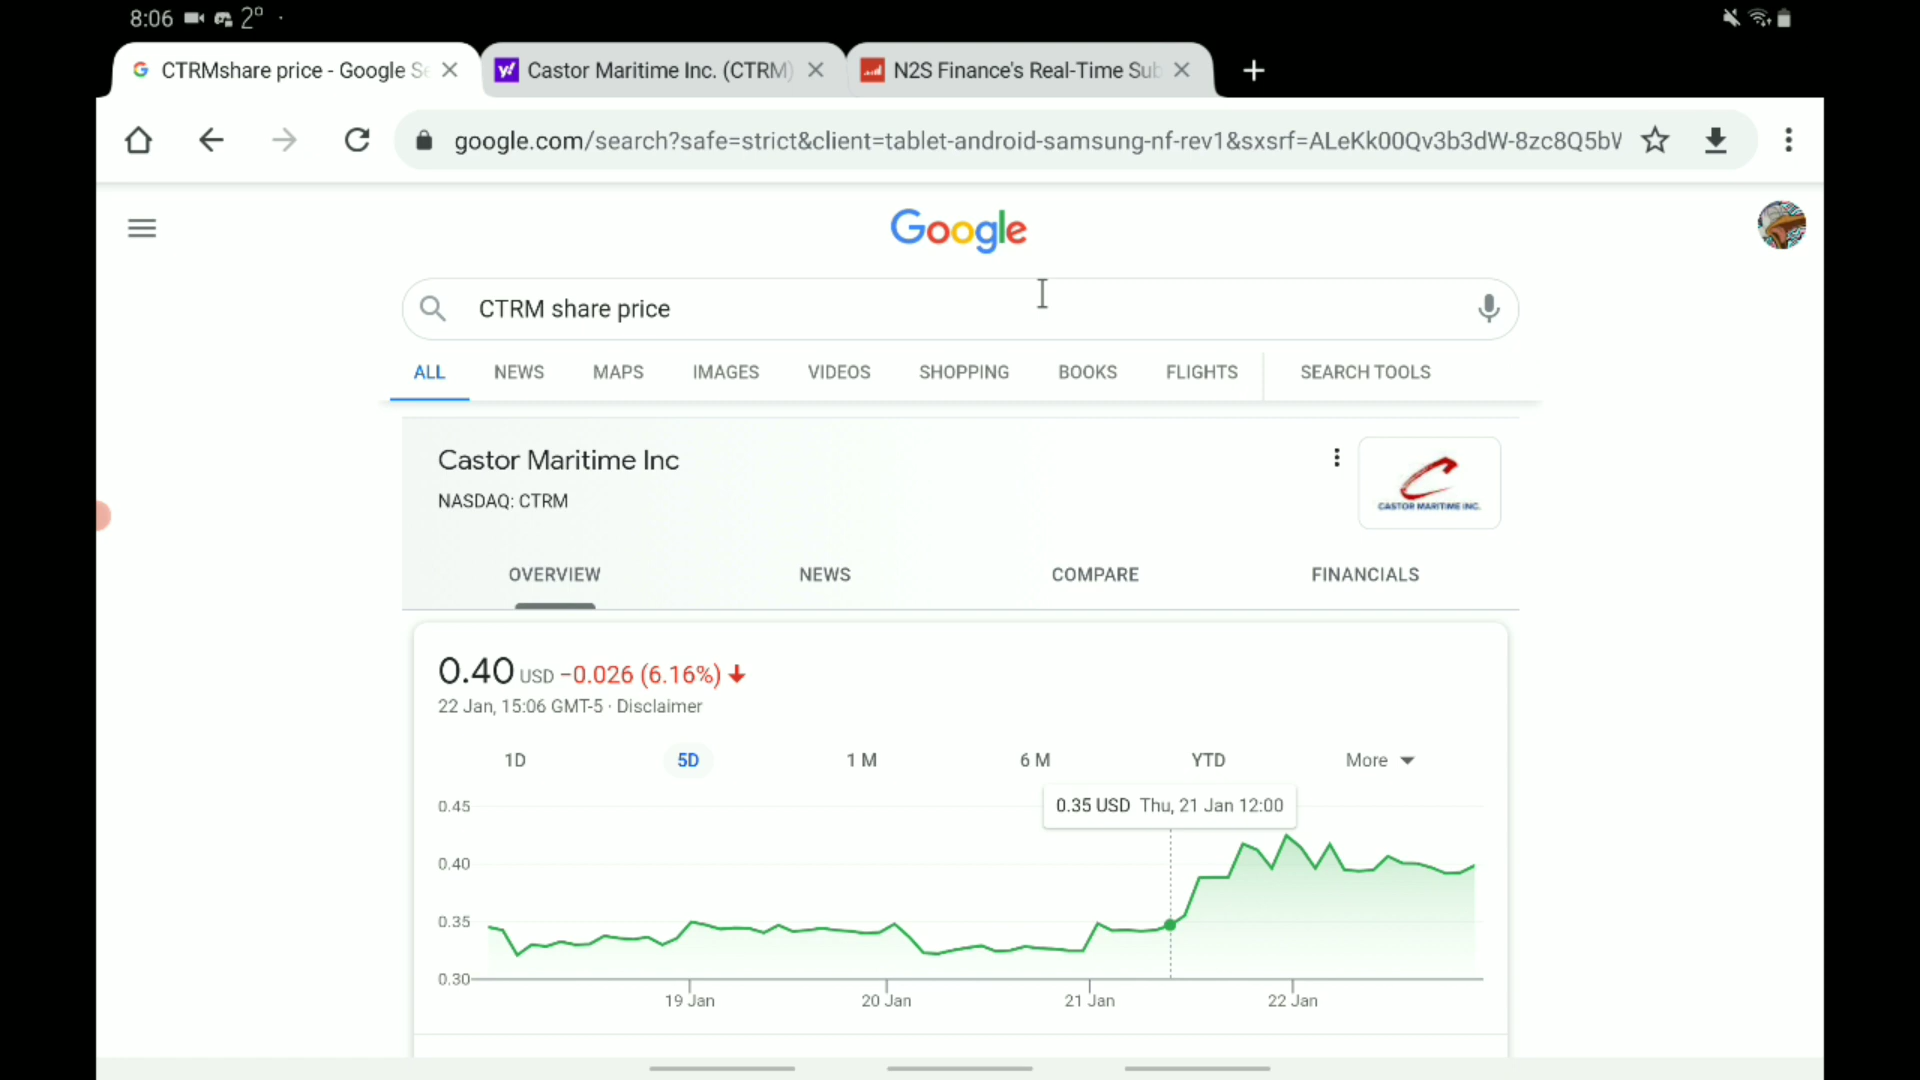 8:06 2°
CTRMshare price - Google Se
Castor Maritime Inc. (CTRM)
N2S Finance's Real-Time Sub
google.com/search?safe=strict&client=tablet-android-samsung-nf-rev1&sxsrf=ALeKk00Qv3b3dW-8zc8Q5bW
Google
CTRM share price
ALL NEWS MAPS IMAGES VIDEOS SHOPPING BOOKS FLIGHTS SEARCH TOOLS
Castor Maritime Inc
NASDAQ: CTRM
CASTOR MARITIME INC.
OVERVIEW NEWS COMPARE FINANCIALS
0.40 USD −0.026 (6.16%)
22 Jan, 15:06 GMT-5 · Disclaimer
1D 5D 1 M 6 M YTD More
0.35 USD Thu, 21 Jan 12:00
0.45
0.40
0.35
0.30
19 Jan 20 Jan 21 Jan 22 Jan